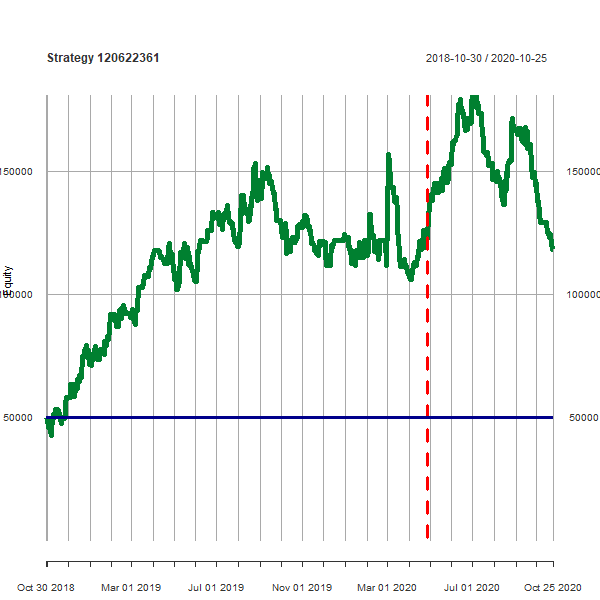 Strategy 120622361
2018-10-30 / 2020-10-25
150000
150000
Equity
100000
100000
50000
50000
Oct 30 2018
Mar 01 2019
Jul 01 2019
Nov 01 2019
Mar 01 2020
Jul 01 2020
Oct 25 2020